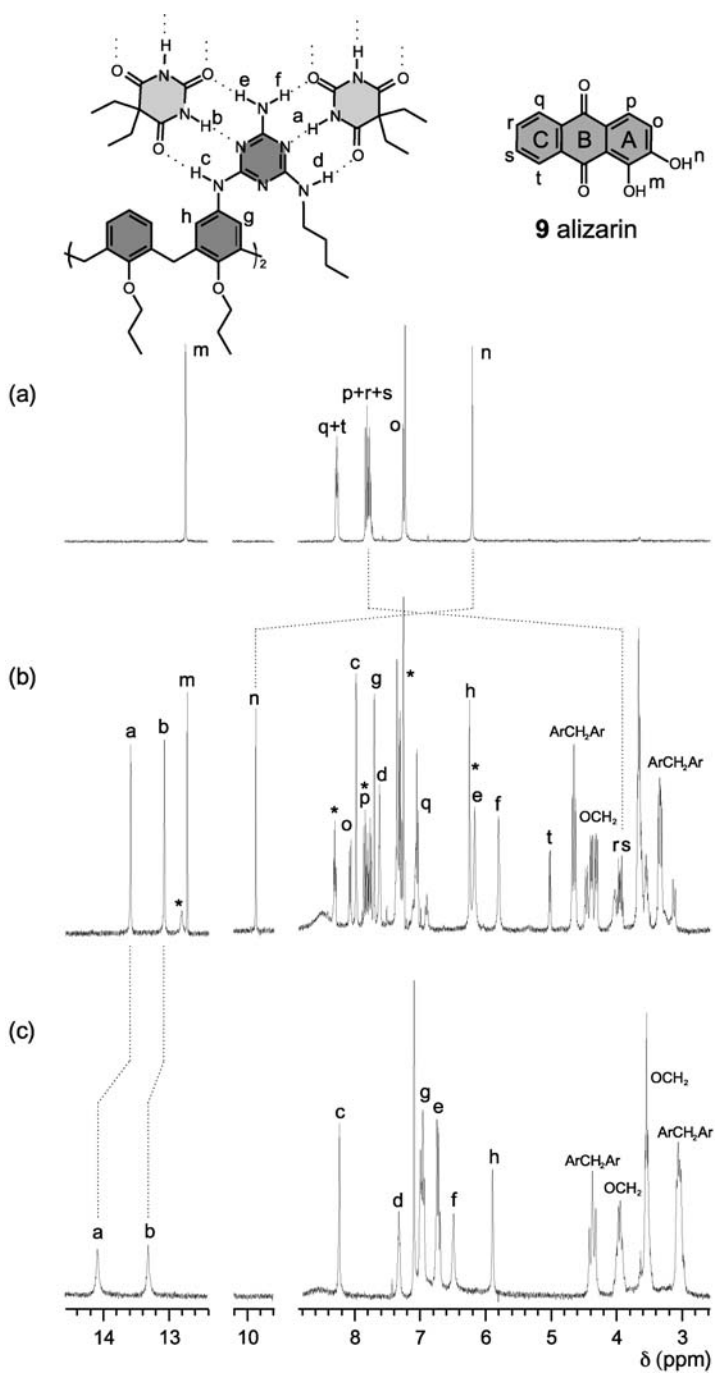 H H
O N O e f O N O
H H
N
N H b a H N
N N
O c d O
H N H
N N
h g
( ) 2
O O
O p
q
r C B A o
s OH n
t O OH m
9 alizarin
(a)
m
q+t
p+r+s
o
n
(b)
a b * m
n
* o c * p g d * q h * e f t ArCH2Ar OCH2 r s ArCH2Ar
(c)
a b
c d g e f h ArCH2Ar OCH2 OCH2 ArCH2Ar
14 13 10 8 7 6 5 4 3
δ (ppm)